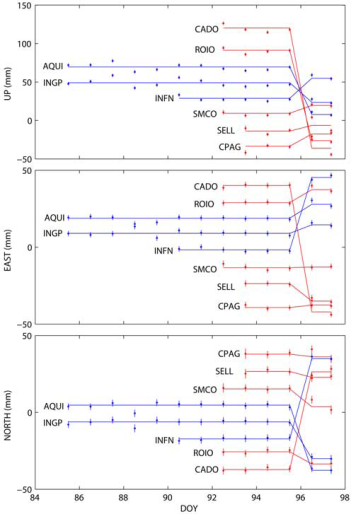 150
100
50
0
−50
UP (mm)
CADO
ROIO
AQUI
INGP
INFN
SMCO
SELL
CPAG
50
0
−50
EAST (mm)
CADO
ROIO
AQUI
INGP
INFN
SMCO
SELL
CPAG
50
0
−50
NORTH (mm)
CPAG
SELL
SMCO
AQUI
INGP
INFN
ROIO
CADO
84 86 88 90 92 94 96 98
DOY